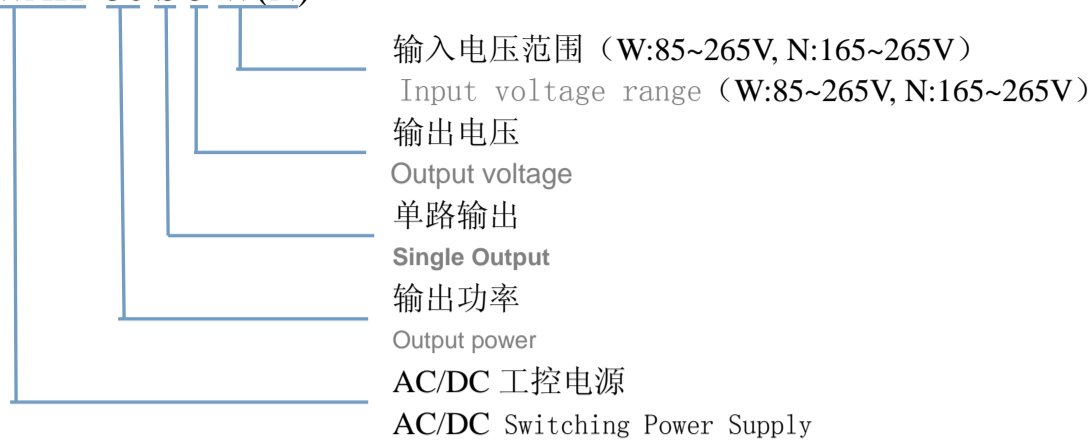 输入电压范围（W:85~265V, N:165~265V）
Input voltage range（W:85~265V, N:165~265V）
输出电压
Output voltage
单路输出
Single Output
输出功率
Output power
AC/DC 工控电源
AC/DC Switching Power Supply